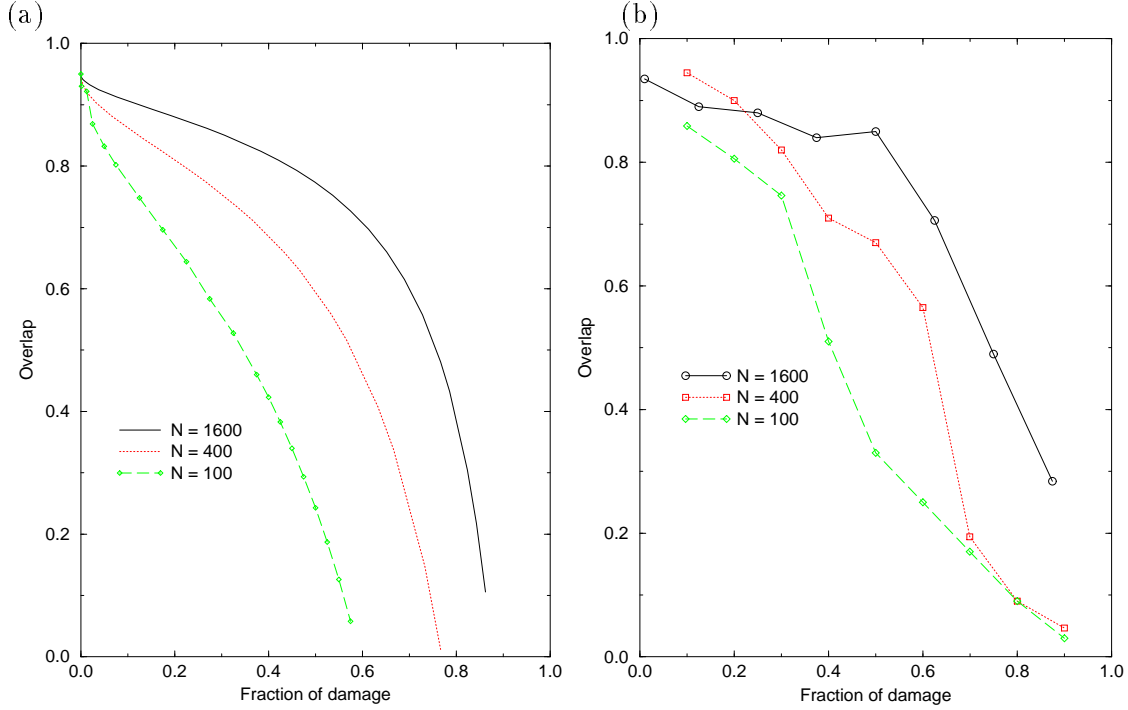 (a)
1.0
0.8
0.6
0.4
0.2
0.0
Overlap
N = 1600
N = 400
N = 100
0.0 0.2 0.4 0.6 0.8 1.0
Fraction of damage
(b)
1.0
0.8
0.6
0.4
0.2
0.0
Overlap
N = 1600
N = 400
N = 100
0.0 0.2 0.4 0.6 0.8 1.0
Fraction of damage